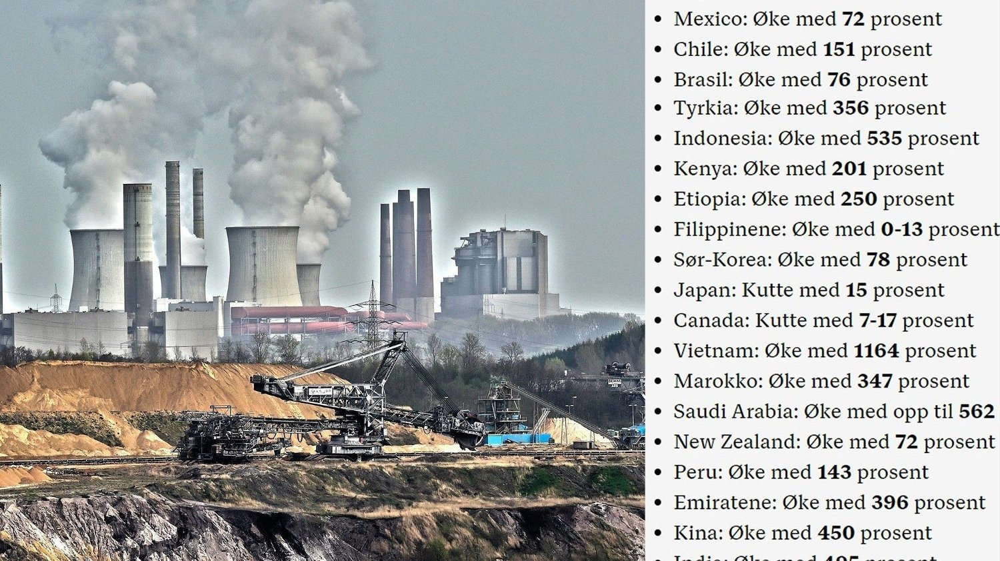 Mexico: Øke med 72 prosent
Chile: Øke med 151 prosent
Brasil: Øke med 76 prosent
Tyrkia: Øke med 356 prosent
Indonesia: Øke med 535 prosent
Kenya: Øke med 201 prosent
Etiopia: Øke med 250 prosent
Filippinene: Øke med 0-13 prosent
Sør-Korea: Øke med 78 prosent
Japan: Kutte med 15 prosent
Canada: Kutte med 7-17 prosent
Vietnam: Øke med 1164 prosent
Marokko: Øke med 347 prosent
Saudi Arabia: Øke med opp til 562
New Zealand: Øke med 72 prosent
Peru: Øke med 143 prosent
Emiratene: Øke med 396 prosent
Kina: Øke med 450 prosent